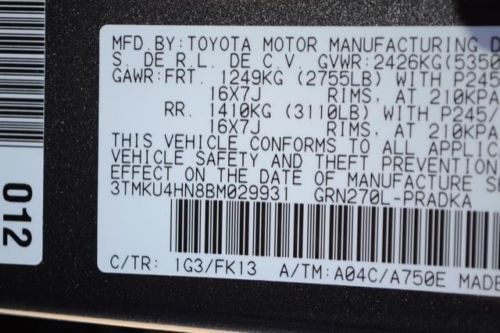 MFD.BY:TOYOTA MOTOR MANUFACTURING D
S. DE R.L. DE C.V. GVWR:2426KG(5350
GAWR:FRT. 1249KG (2755LB) WITH P245
16X7J RIMS, AT 210KPA
RR. 1410KG (3110LB) WITH P245/
16X7J RIMS, AT 210KPA
THIS VEHICLE CONFORMS TO ALL APPLIC
VEHICLE SAFETY AND THEFT PREVENTION
EFFECT ON THE DATE OF MANUFACTURE S
3TMKU4HN8BM029931 GRN270L-PRADKA
C/TR: 1G3/FK13 A/TM:A04C/A750E MADE
012